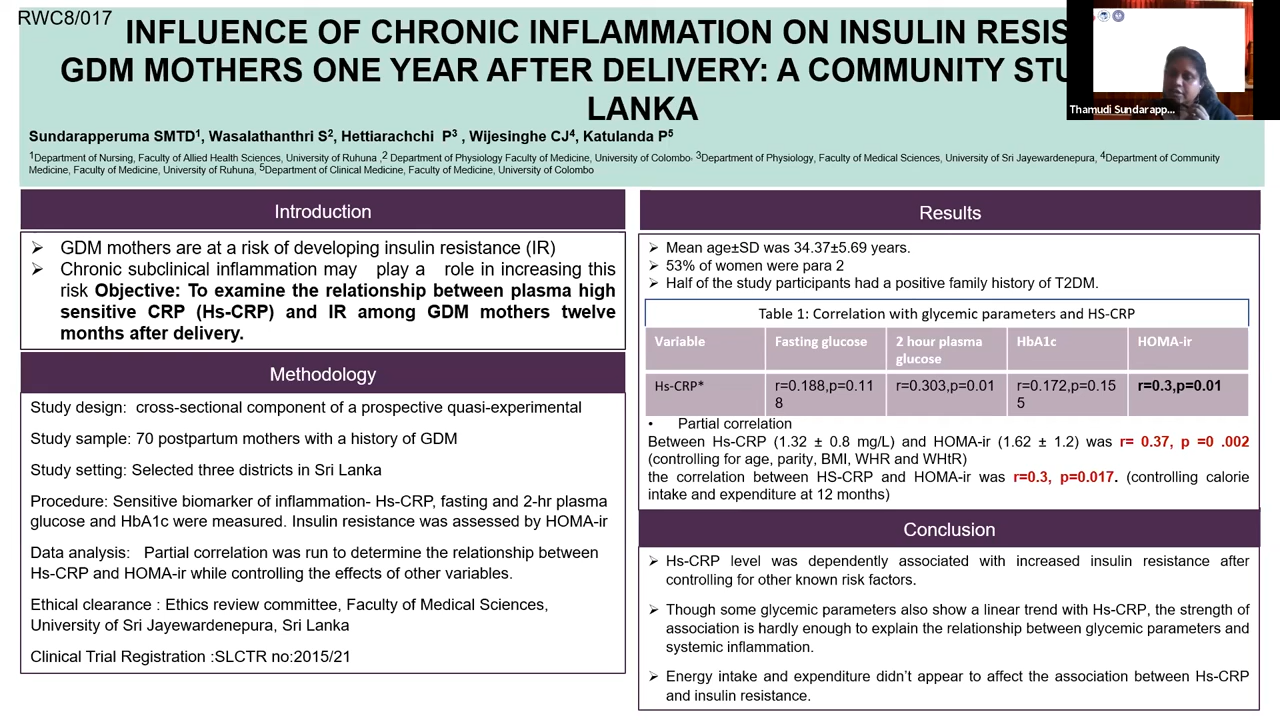 RWC8/017
INFLUENCE OF CHRONIC INFLAMMATION ON INSULIN RESIS
GDM MOTHERS ONE YEAR AFTER DELIVERY: A COMMUNITY STU
LANKA
Thamudi Sundarapp...
Sundarapperuma SMTD1, Wasalathanthri S2, Hettiarachchi P3 , Wijesinghe CJ4, Katulanda P5
1Department of Nursing, Faculty of Allied Health Sciences, University of Ruhuna ,2 Department of Physiology Faculty of Medicine, University of Colombo. 3Department of Physiology, Faculty of Medical Sciences, University of Sri Jayewardenepura, 4Department of Community
Medicine, Faculty of Medicine, University of Ruhuna, 5Department of Clinical Medicine, Faculty of Medicine, University of Colombo
Introduction
➢ GDM mothers are at a risk of developing insulin resistance (IR)
➢ Chronic subclinical inflammation may play a role in increasing this
risk Objective: To examine the relationship between plasma high
sensitive CRP (Hs-CRP) and IR among GDM mothers twelve
months after delivery.
Methodology
Study design: cross-sectional component of a prospective quasi-experimental
Study sample: 70 postpartum mothers with a history of GDM
Study setting: Selected three districts in Sri Lanka
Procedure: Sensitive biomarker of inflammation- Hs-CRP, fasting and 2-hr plasma
glucose and HbA1c were measured. Insulin resistance was assessed by HOMA-ir
Data analysis: Partial correlation was run to determine the relationship between
Hs-CRP and HOMA-ir while controlling the effects of other variables.
Ethical clearance : Ethics review committee, Faculty of Medical Sciences,
University of Sri Jayewardenepura, Sri Lanka
Clinical Trial Registration :SLCTR no:2015/21
Results
➢ Mean age±SD was 34.37±5.69 years.
➢ 53% of women were para 2
➢ Half of the study participants had a positive family history of T2DM.
Table 1: Correlation with glycemic parameters and HS-CRP
Variable Fasting glucose 2 hour plasma HbA1c HOMA-ir
glucose
Hs-CRP* r=0.188,p=0.11 r=0.303,p=0.01 r=0.172,p=0.15 r=0.3,p=0.01
8 5
• Partial correlation
Between Hs-CRP (1.32 ± 0.8 mg/L) and HOMA-ir (1.62 ± 1.2) was r= 0.37, p =0 .002
(controlling for age, parity, BMI, WHR and WHtR)
the correlation between HS-CRP and HOMA-ir was r=0.3, p=0.017. (controlling calorie
intake and expenditure at 12 months)
Conclusion
➢ Hs-CRP level was dependently associated with increased insulin resistance after
controlling for other known risk factors.
➢ Though some glycemic parameters also show a linear trend with Hs-CRP, the strength of
association is hardly enough to explain the relationship between glycemic parameters and
systemic inflammation.
➢ Energy intake and expenditure didn't appear to affect the association between Hs-CRP
and insulin resistance.